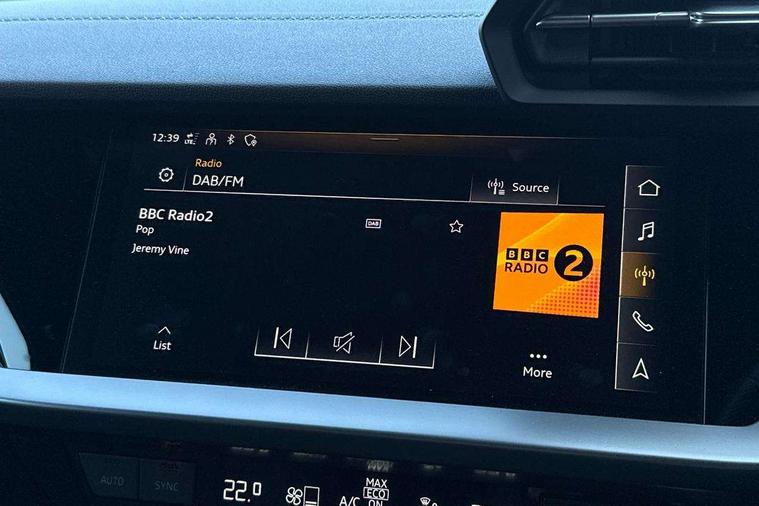 12:39 LTE
Radio
DAB/FM
Source
BBC Radio2
DAB
Pop
Jeremy Vine
BBC
RADIO 2
List
More
AUTO
SYNC
22.0
A/C
MAX
ECO
ON